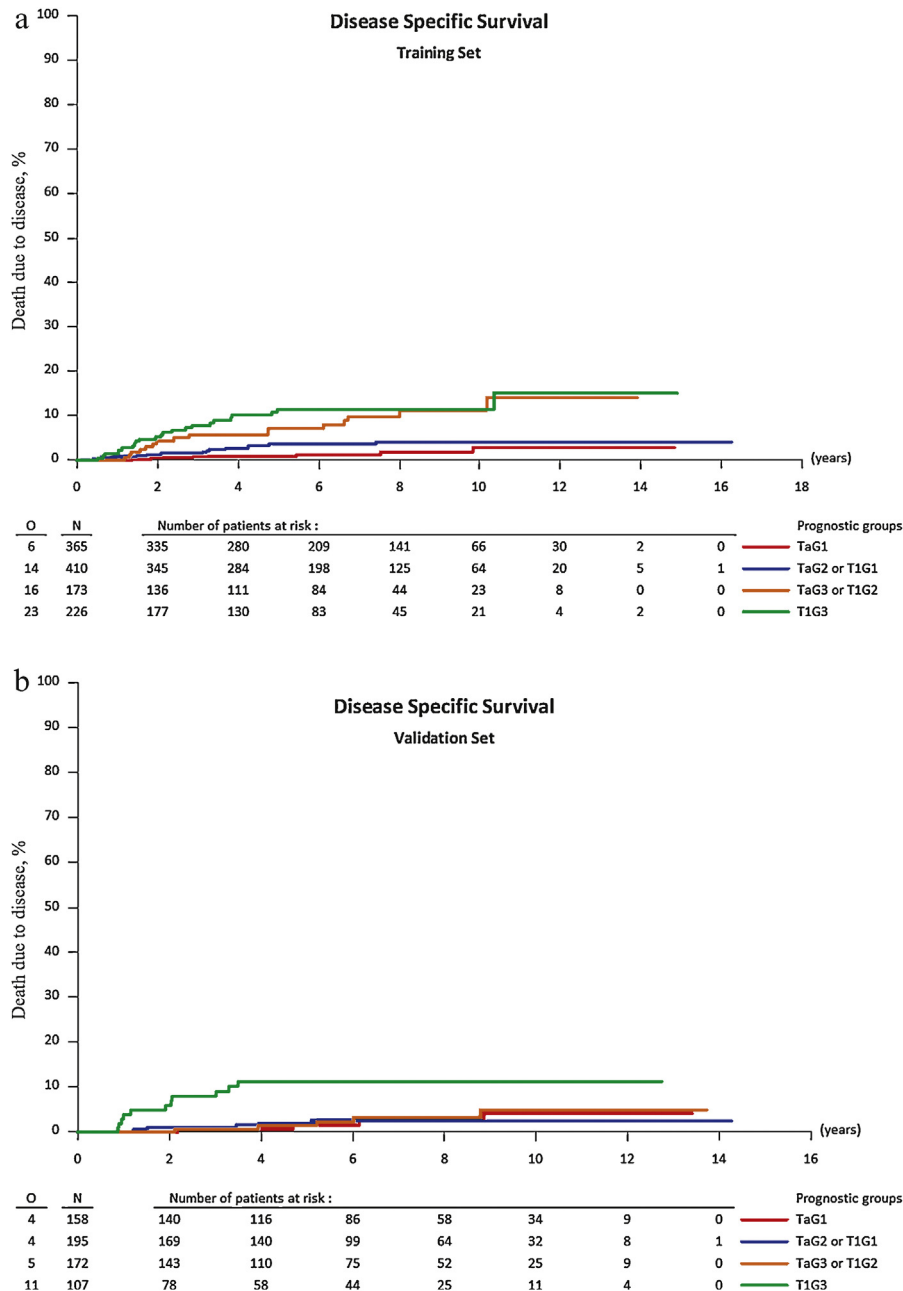 a
Disease Specific Survival
Training Set
Death due to disease, %
100
90
80
70
60
50
40
30
20
10
0
0 2 4 6 8 10 12 14 16 18
(years)
O N Number of patients at risk : Prognostic groups
6 365 335 280 209 141 66 30 2 0 TaG1
14 410 345 284 198 125 64 20 5 1 TaG2 or T1G1
16 173 136 111 84 44 23 8 0 0 TaG3 or T1G2
23 226 177 130 83 45 21 4 2 0 T1G3
b
Disease Specific Survival
Validation Set
Death due to disease, %
100
90
80
70
60
50
40
30
20
10
0
0 2 4 6 8 10 12 14 16
(years)
O N Number of patients at risk : Prognostic groups
4 158 140 116 86 58 34 9 0 TaG1
4 195 169 140 99 64 32 8 1 TaG2 or T1G1
5 172 143 110 75 52 25 9 0 TaG3 or T1G2
11 107 78 58 44 25 11 4 0 T1G3